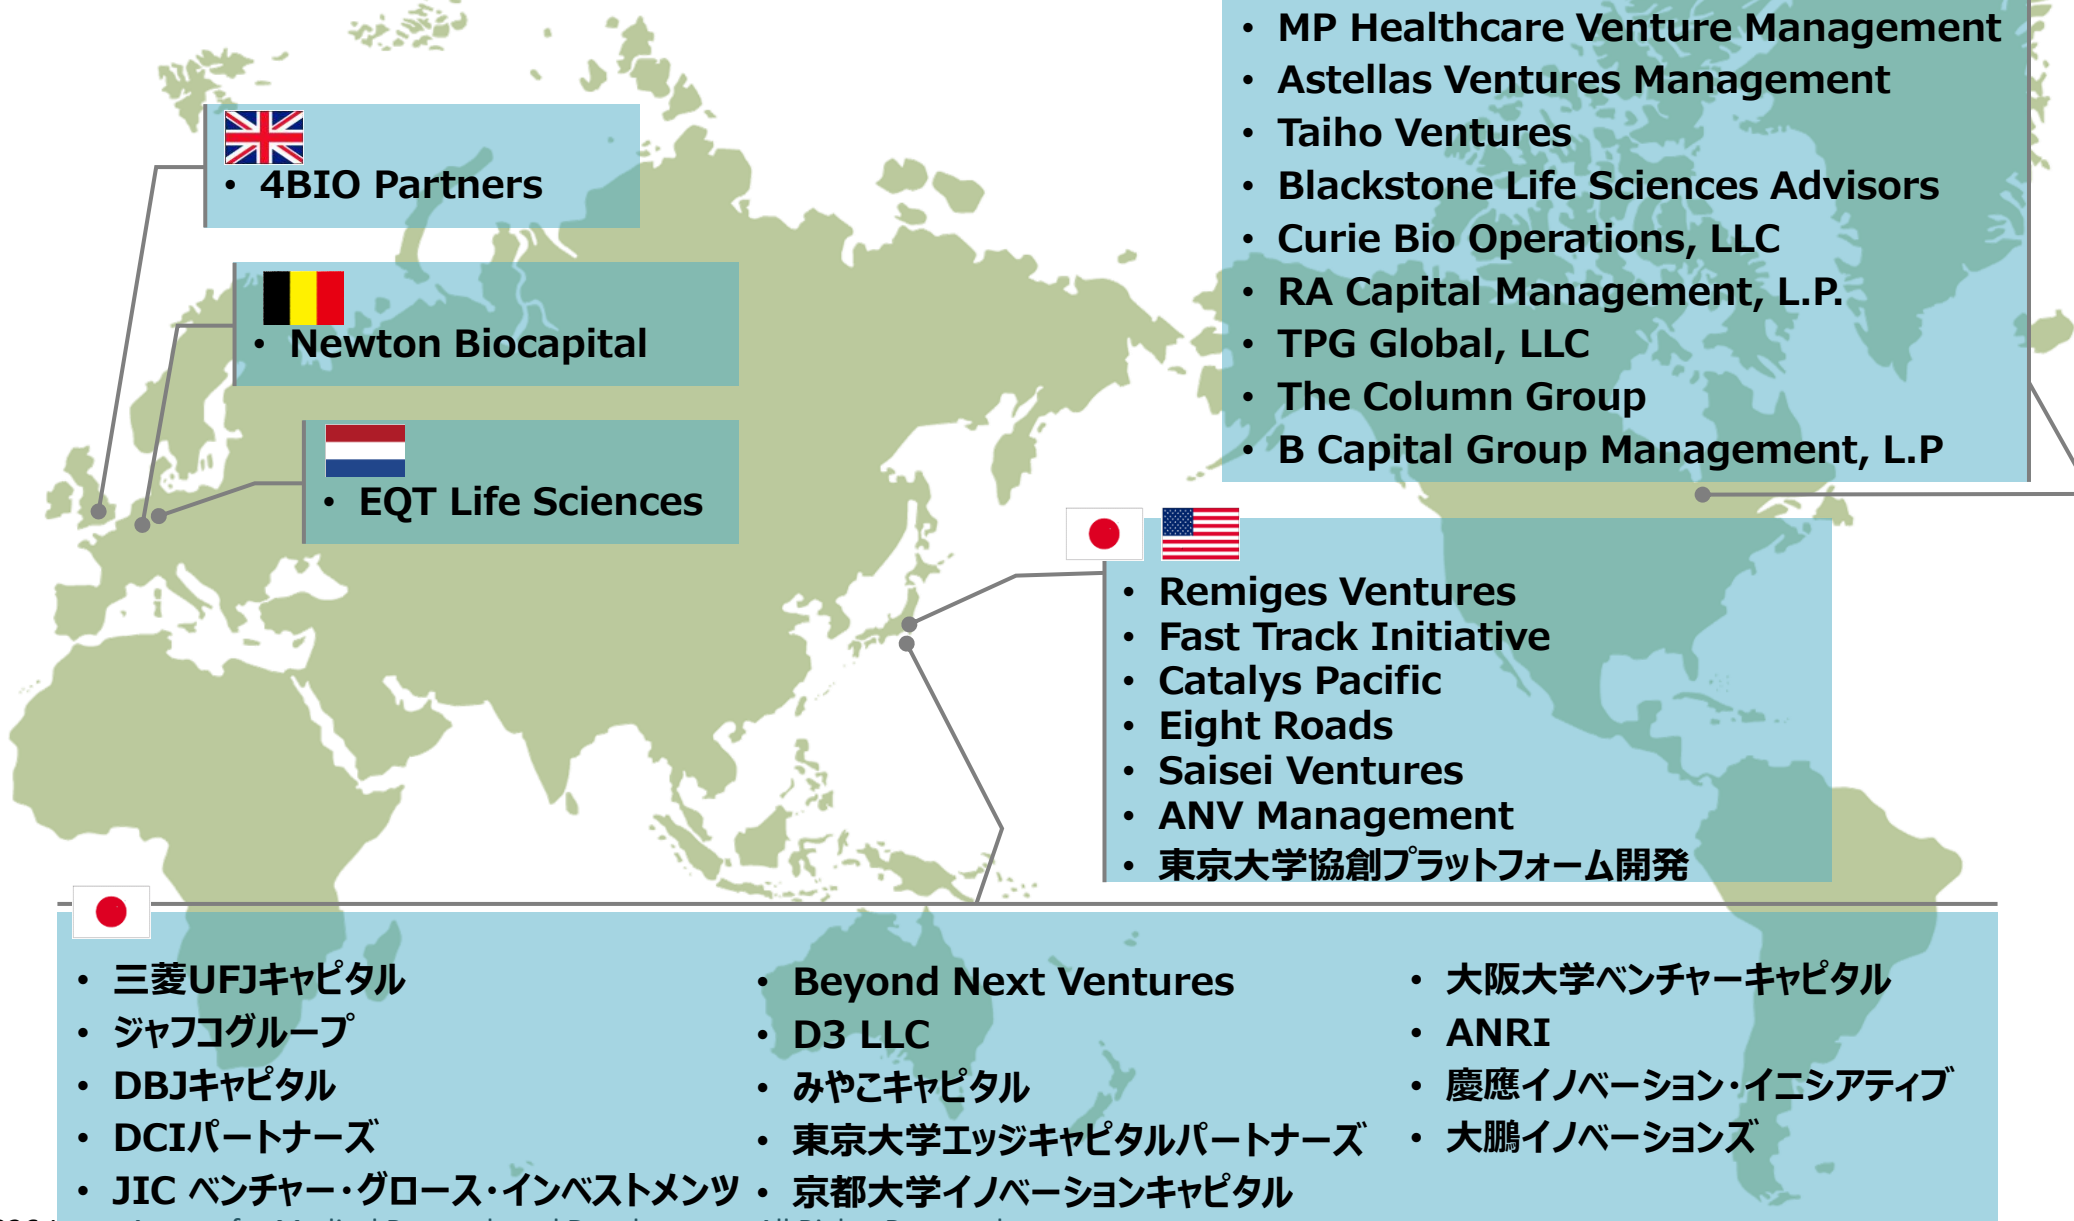 • MP Healthcare Venture Management
• Astellas Ventures Management
• Taiho Ventures
• Blackstone Life Sciences Advisors
• Curie Bio Operations, LLC
• RA Capital Management, L.P.
• TPG Global, LLC
• The Column Group
• B Capital Group Management, L.P
• 4BIO Partners
• Newton Biocapital
• EQT Life Sciences
• Remiges Ventures
• Fast Track Initiative
• Catalys Pacific
• Eight Roads
• Saisei Ventures
• ANV Management
• 東京大学協創プラットフォーム開発
• 三菱UFJキャピタル
• ジャフコグループ
• DBJキャピタル
• DCIパートナーズ
• JIC ベンチャー・グロース・インベストメンツ
• Beyond Next Ventures
• D3 LLC
• みやこキャピタル
• 東京大学エッジキャピタルパートナーズ
• 京都大学イノベーションキャピタル
• 大阪大学ベンチャーキャピタル
• ANRI
• 慶應イノベーション・イニシアティブ
• 大鵬イノベーションズ